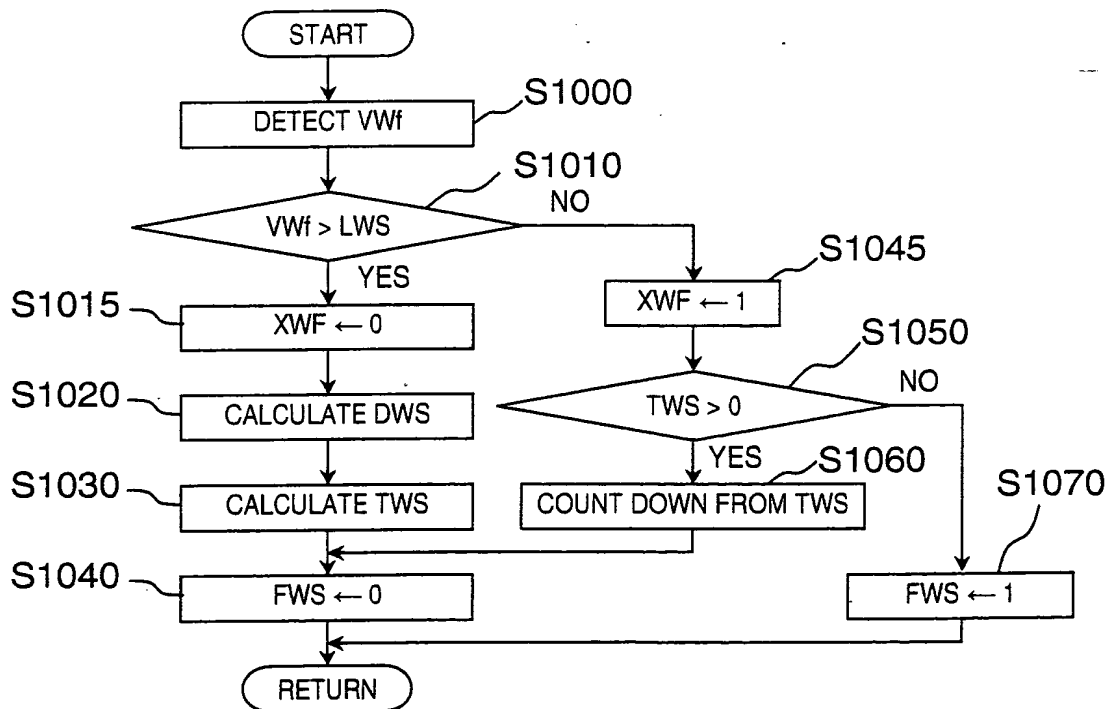 START
S1000
DETECT VWf
S1010
VWf > LWS
NO
YES
S1045
S1015
XWF ← 0
XWF ← 1
S1050
S1020
CALCULATE DWS
TWS > 0
NO
YES
S1060
S1030
CALCULATE TWS
COUNT DOWN FROM TWS
S1070
S1040
FWS ← 0
FWS ← 1
RETURN